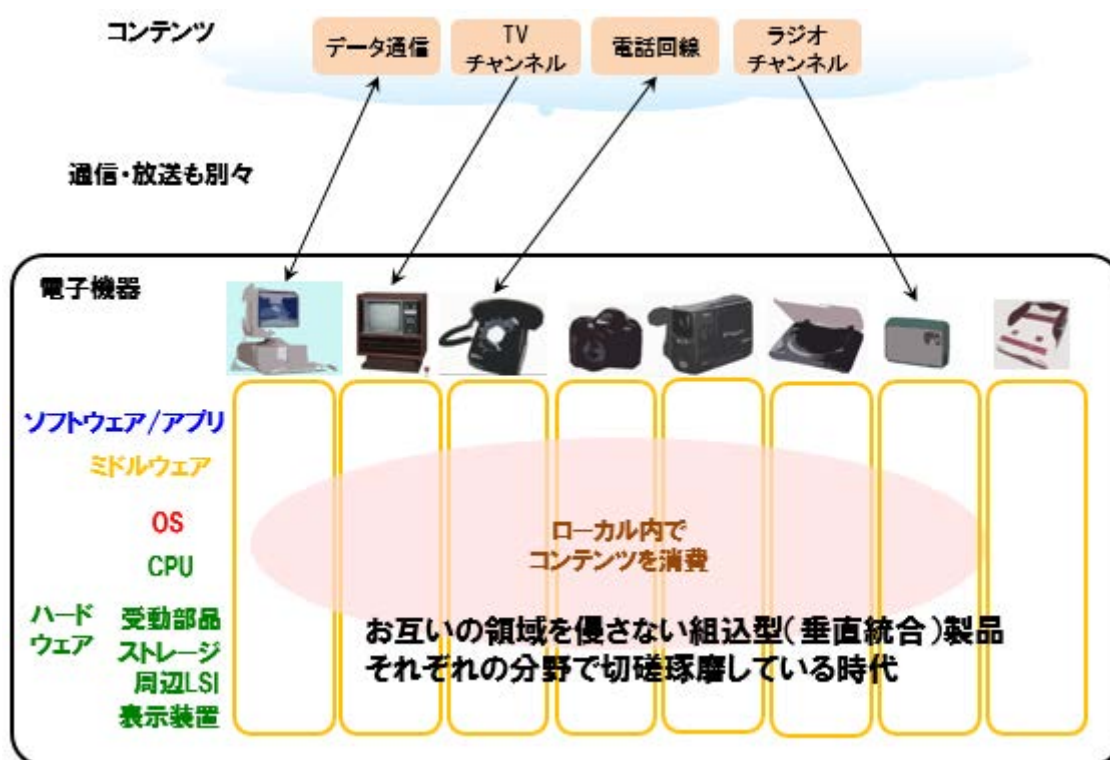 コンテンツ
データ通信
TV
チャンネル
電話回線
ラジオ
チャンネル
通信・放送も別々
電子機器
ソフトウェア/アプリ
ミドルウェア
OS
CPU
ハード
ウェア
受動部品
ストレージ
周辺LSI
表示装置
ローカル内で
コンテンツを消費
お互いの領域を優さない組込型(垂直統合)製品
それぞれの分野で切磋琢磨している時代